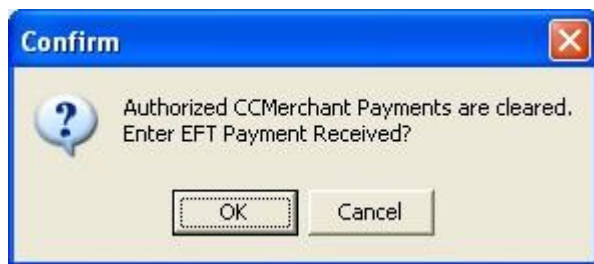 Confirm
Authorized CCMerchant Payments are cleared.
Enter EFT Payment Received?
OK
Cancel